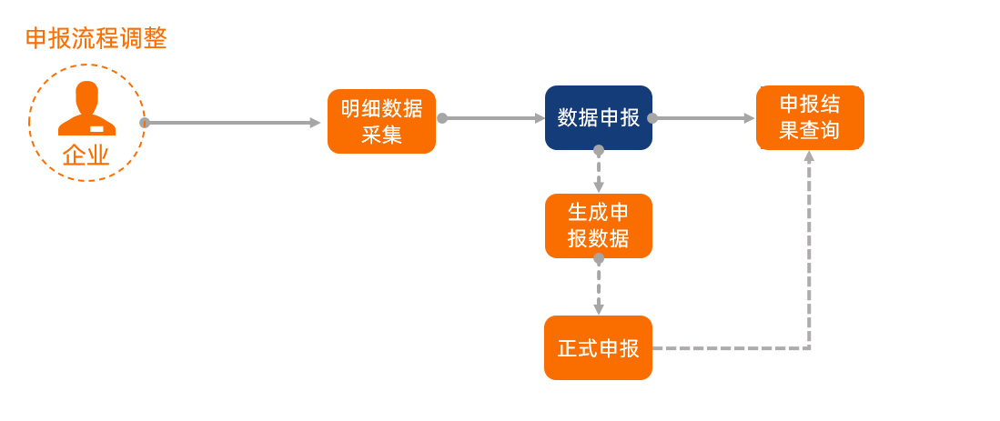 申报流程调整
企业
明细数据
采集
数据申报
申报结
果查询
生成申
报数据
正式申报